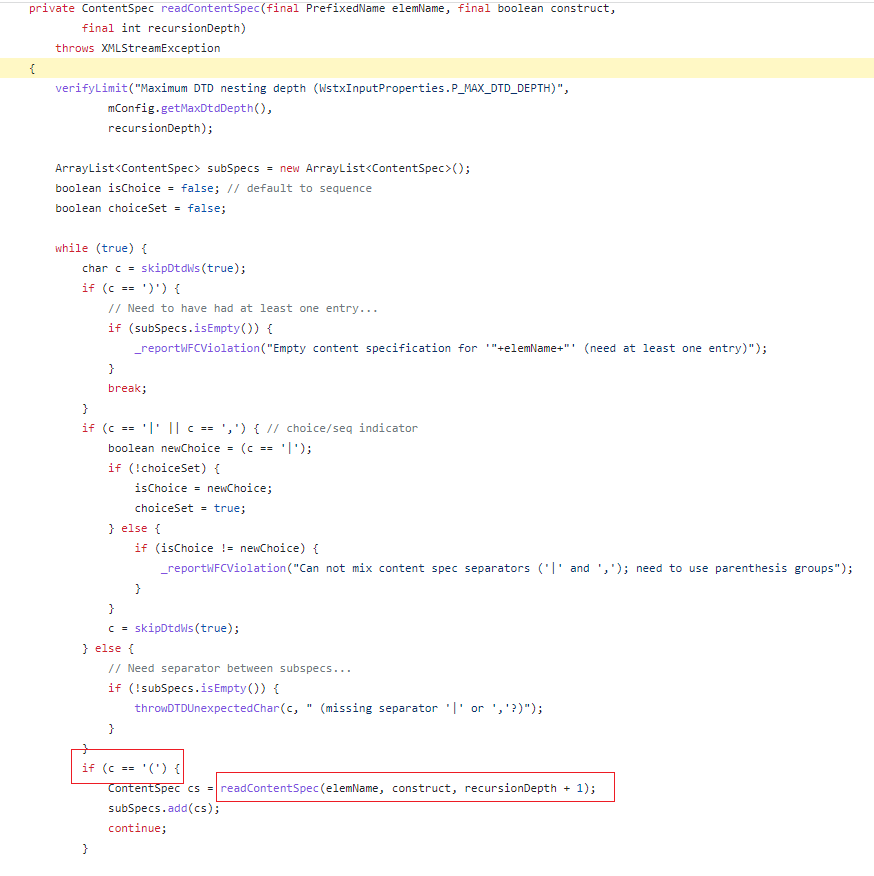 private ContentSpec readContentSpec(final PrefixedName elemName, final boolean construct,
        final int recursionDepth)
    throws XMLStreamException
{
    verifyLimit("Maximum DTD nesting depth (WstxInputProperties.P_MAX_DTD_DEPTH)",
            mConfig.getMaxDtdDepth(),
            recursionDepth);

    ArrayList<ContentSpec> subSpecs = new ArrayList<ContentSpec>();
    boolean isChoice = false; // default to sequence
    boolean choiceSet = false;

    while (true) {
        char c = skipDtdWs(true);
        if (c == ')') {
            // Need to have had at least one entry...
            if (subSpecs.isEmpty()) {
                _reportWFCViolation("Empty content specification for '"+elemName+"' (need at least one entry)");
            }
            break;
        }
        if (c == '|' || c == ',') { // choice/seq indicator
            boolean newChoice = (c == '|');
            if (!choiceSet) {
                isChoice = newChoice;
                choiceSet = true;
            } else {
                if (isChoice != newChoice) {
                    _reportWFCViolation("Can not mix content spec separators ('|' and ','); need to use parenthesis groups");
                }
            }
            c = skipDtdWs(true);
        } else {
            // Need separator between subspecs...
            if (!subSpecs.isEmpty()) {
                throwDTDUnexpectedChar(c, " (missing separator '|' or ','?)");
            }
        }
        if (c == '(') {
            ContentSpec cs = readContentSpec(elemName, construct, recursionDepth + 1);
            subSpecs.add(cs);
            continue;
        }